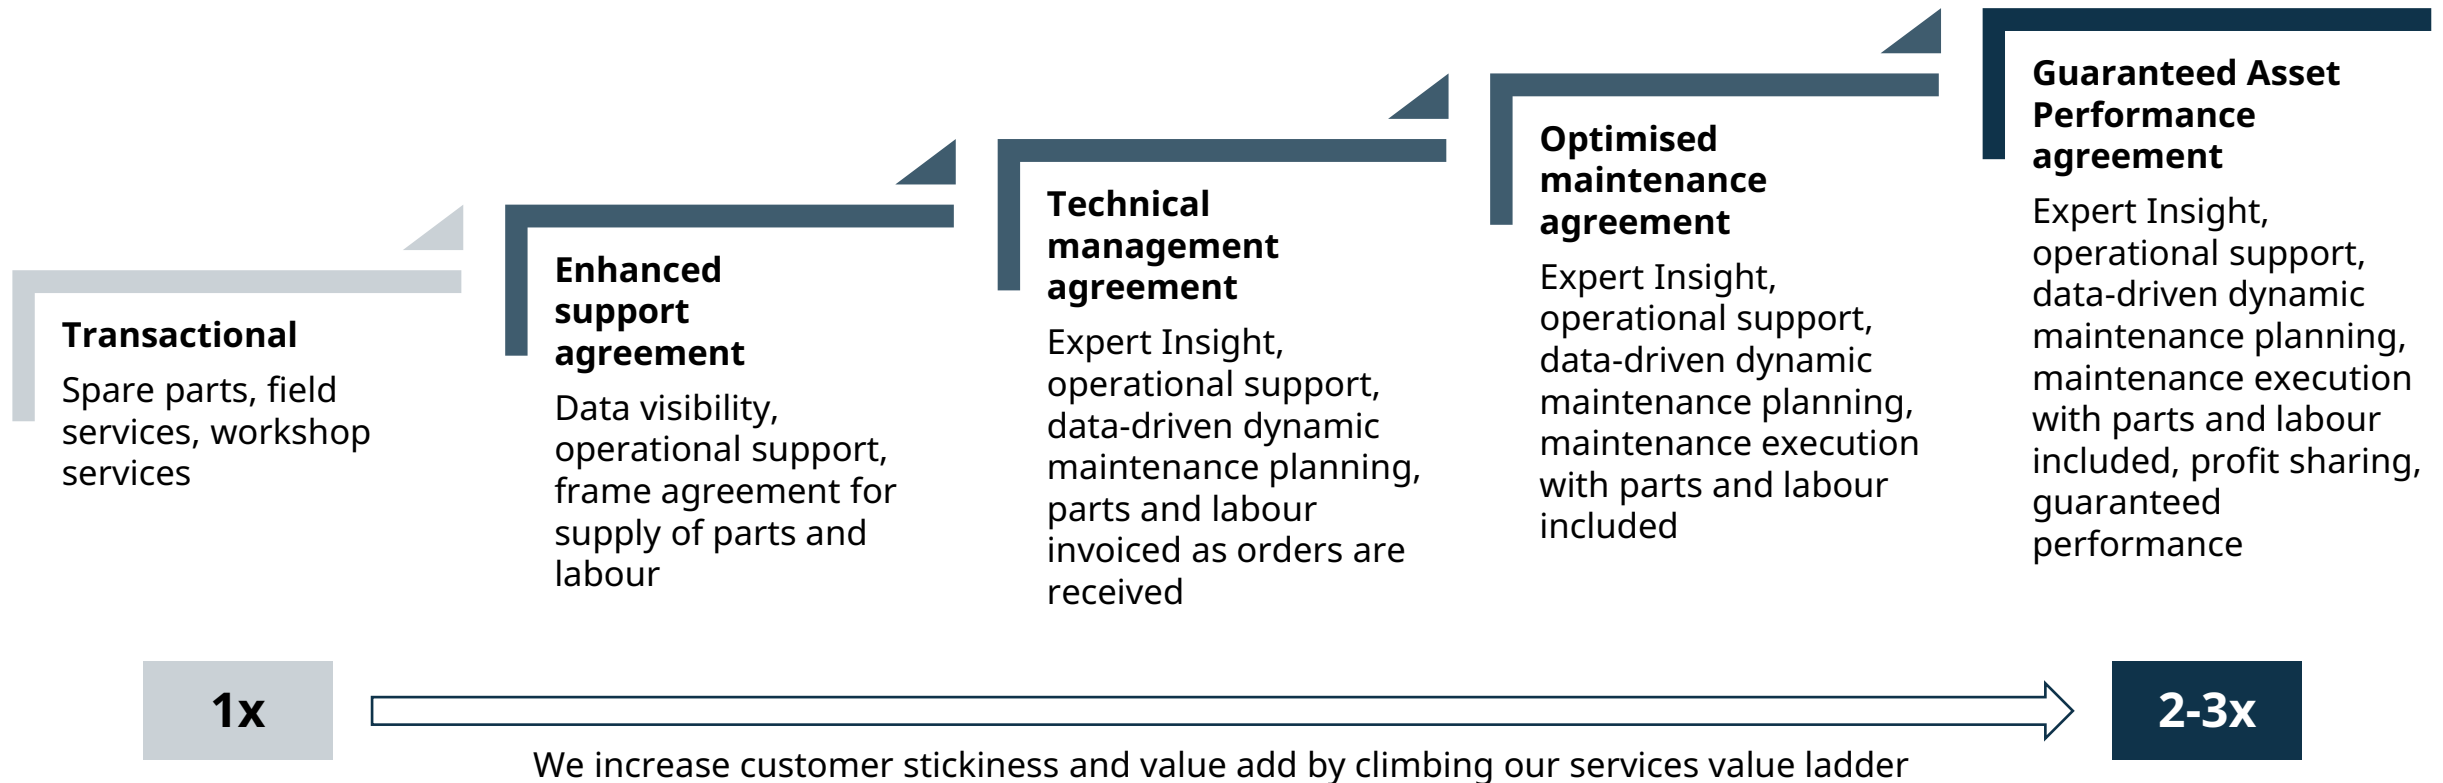 Transactional
Spare parts, field
services, workshop
services
Enhanced
support
agreement
Data visibility,
operational support,
frame agreement for
supply of parts and
labour
Technical
management
agreement
Expert Insight,
operational support,
data-driven dynamic
maintenance planning,
parts and labour
invoiced as orders are
received
Optimised
maintenance
agreement
Expert Insight,
operational support,
data-driven dynamic
maintenance planning,
maintenance execution
with parts and labour
included
Guaranteed Asset
Performance
agreement
Expert Insight,
operational support,
data-driven dynamic
maintenance planning,
maintenance execution
with parts and labour
included, profit sharing,
guaranteed
performance
1x
2-3x
We increase customer stickiness and value add by climbing our services value ladder